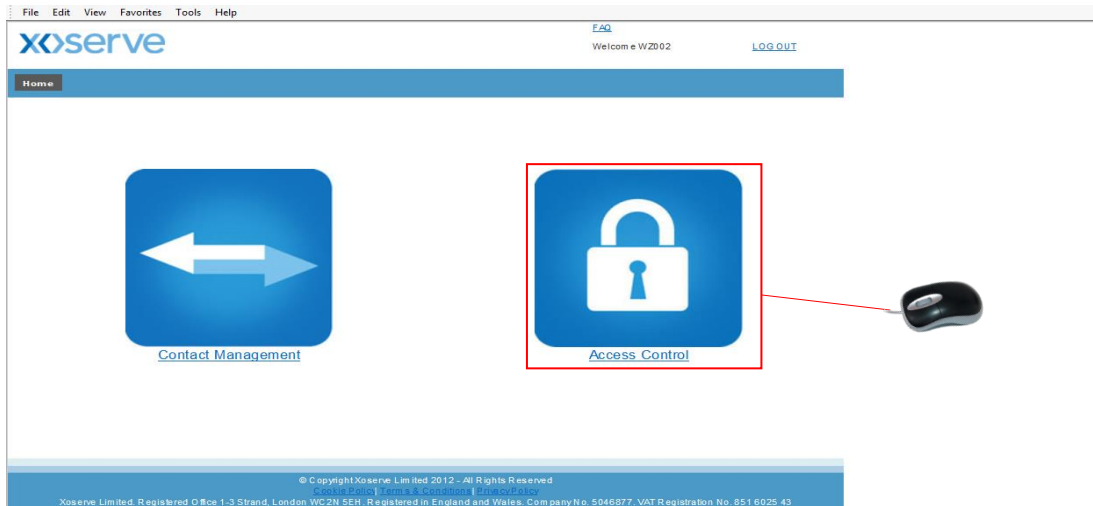 File Edit View Favorites Tools Help
FAQ
xoserve
Welcome WZ002 LOG OUT
Home
Contact Management Access Control
© Copyright Xoserve Limited 2012 - All Rights Reserved
Cookie Policy| Terms & Conditions| Privacy Policy
Xoserve Limited. Registered Office 1-3 Strand, London WC2N 5EH. Registered in England and Wales. Company No. 5046877. VAT Registration No. 851 6025 43